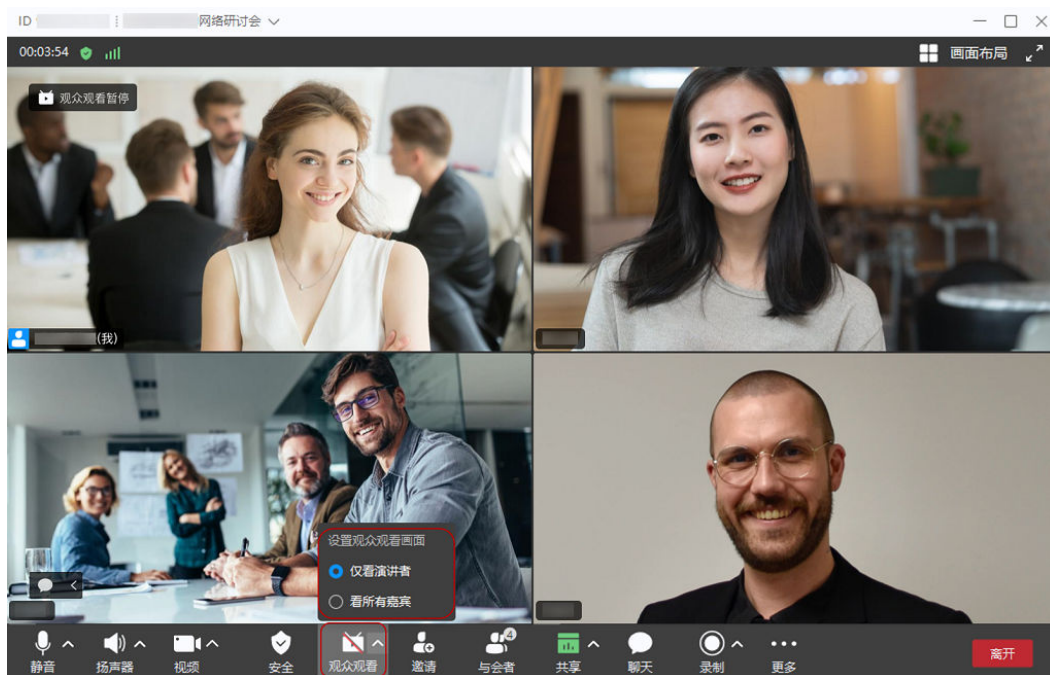 ID
网络研讨会
00:03:54
画面布局
观众观看暂停
(我)
设置观众观看画面
仅看演讲者
看所有嘉宾
4
静音
扬声器
视频
安全
观众观看
邀请
与会者
共享
聊天
录制
更多
离开